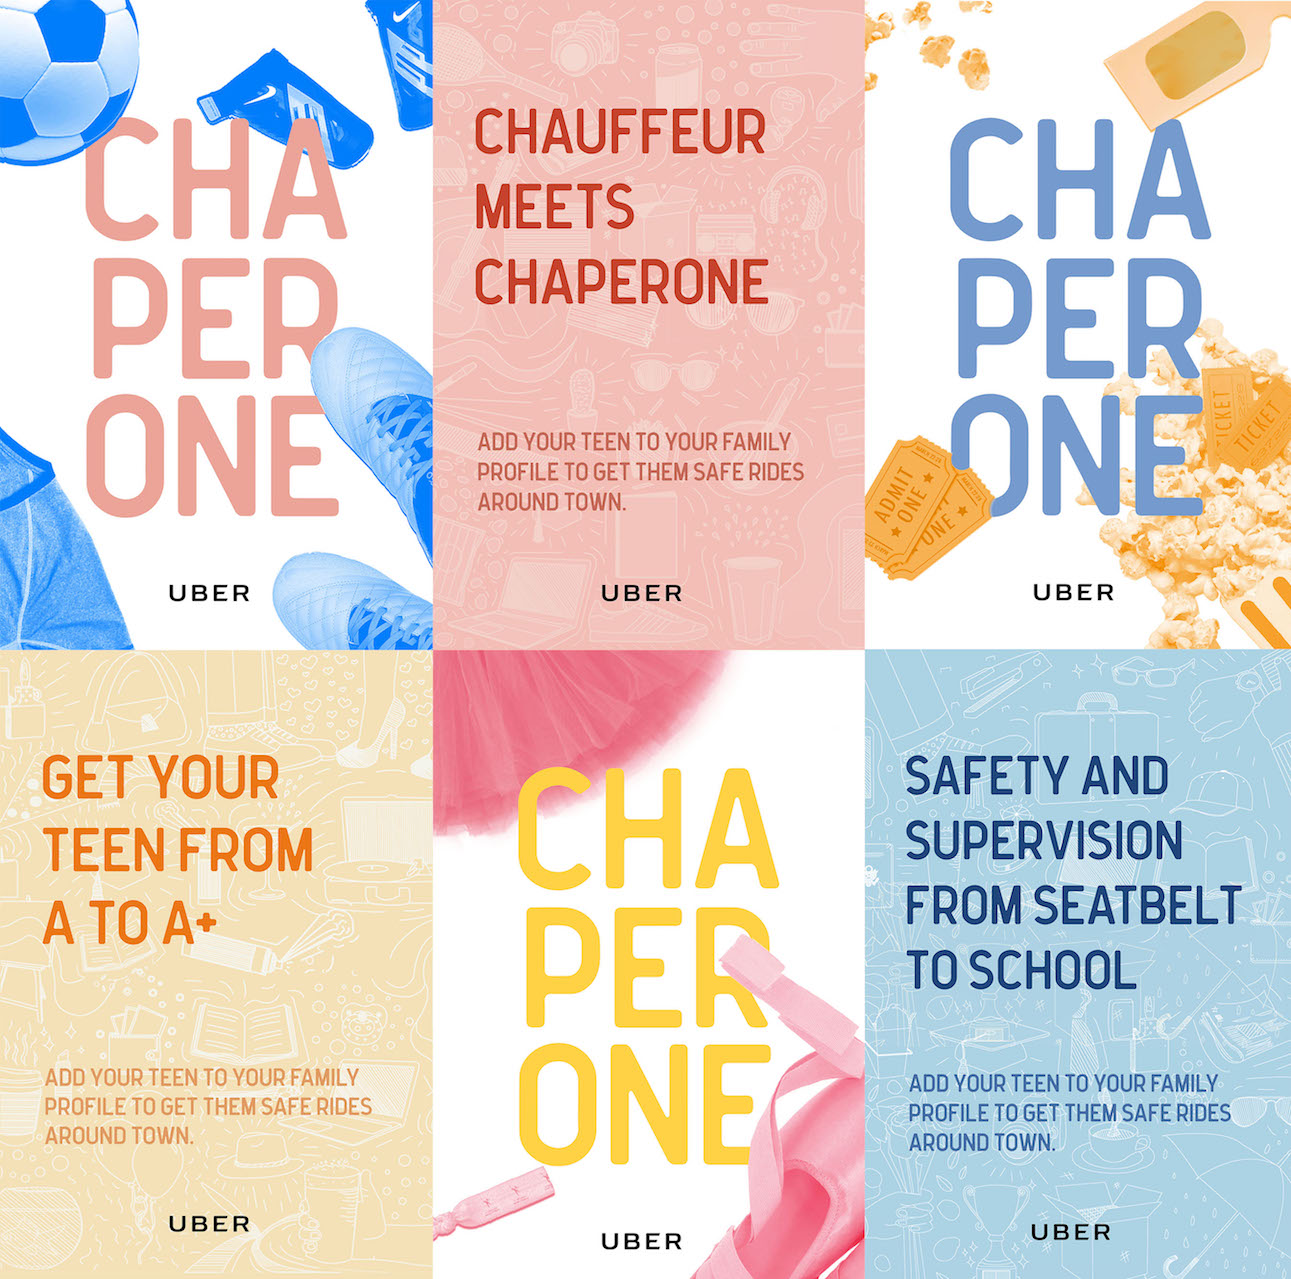 CHA
PER
ONE
UBER
CHAUFFEUR
MEETS
CHAPERONE
ADD YOUR TEEN TO YOUR FAMILY
PROFILE TO GET THEM SAFE RIDES
AROUND TOWN.
UBER
CHA
PER
ONE
ADMIT
ONE
ONE
TICKET
TICKET
UBER
GET YOUR
TEEN FROM
A TO A+
ADD YOUR TEEN TO YOUR FAMILY
PROFILE TO GET THEM SAFE RIDES
AROUND TOWN.
UBER
CHA
PER
ONE
UBER
SAFETY AND
SUPERVISION
FROM SEATBELT
TO SCHOOL
ADD YOUR TEEN TO YOUR FAMILY
PROFILE TO GET THEM SAFE RIDES
AROUND TOWN.
UBER